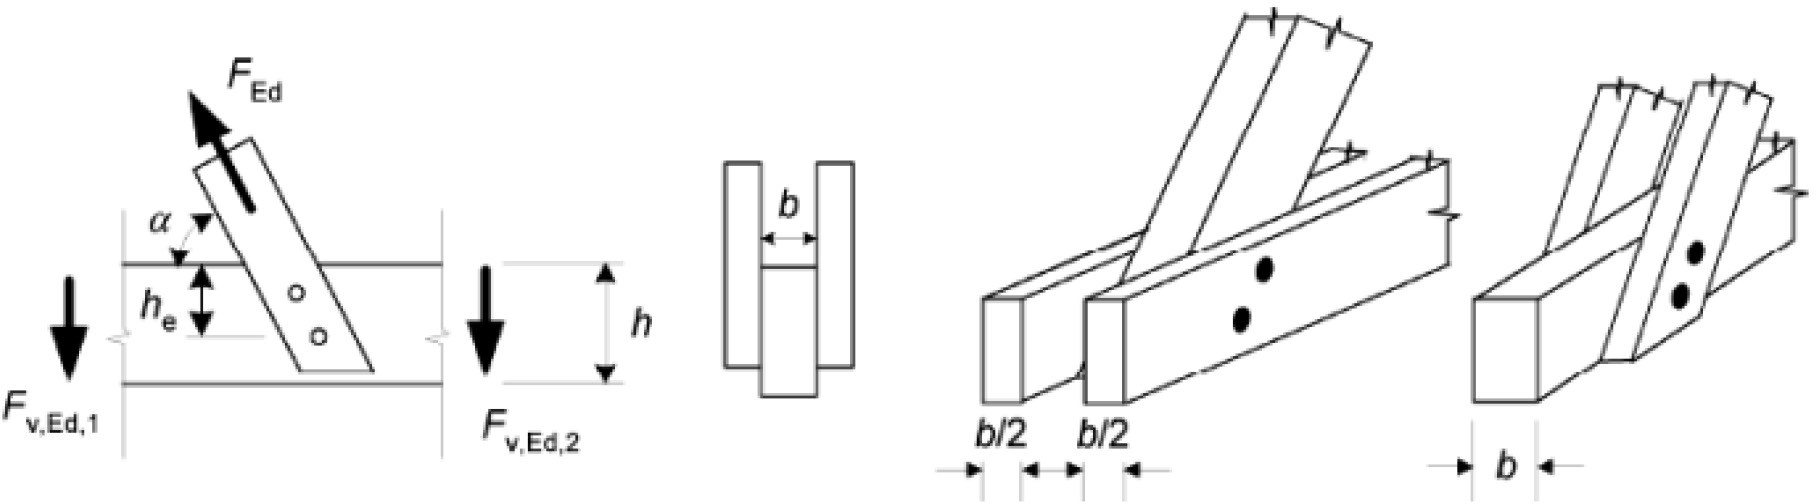 F_Ed
α
h_e
h
F_v,Ed,1
F_v,Ed,2
b
b/2 b/2
b